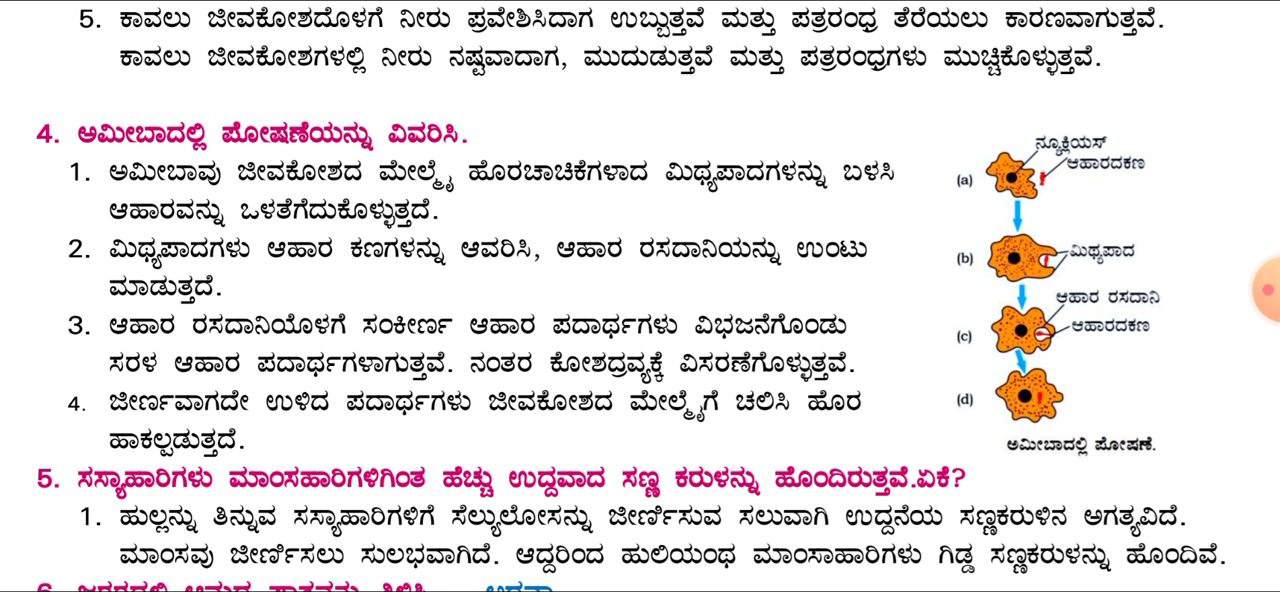 5. ಕಾವಲು ಜೀವಕೋಶದೊಳಗೆ ನೀರು ಪ್ರವೇಶಿಸಿದಾಗ ಉಬ್ಬುತ್ತವೆ ಮತ್ತು ಪತ್ರರಂಧ್ರ ತೆರೆಯಲು ಕಾರಣವಾಗುತ್ತವೆ.
ಕಾವಲು ಜೀವಕೋಶಗಳಲ್ಲಿ ನೀರು ನಷ್ಟವಾದಾಗ, ಮುದುಡುತ್ತವೆ ಮತ್ತು ಪತ್ರರಂಧ್ರಗಳು ಮುಚ್ಚಿಕೊಳ್ಳುತ್ತವೆ.
4. ಅಮೀಬಾದಲ್ಲಿ ಪೋಷಣೆಯನ್ನು ವಿವರಿಸಿ.
1. ಅಮೀಬಾವು ಜೀವಕೋಶದ ಮೇಲ್ಮೈ ಹೊರಚಾಚಿಕೆಗಳಾದ ಮಿಥ್ಯಪಾದಗಳನ್ನು ಬಳಸಿ
ಆಹಾರವನ್ನು ಒಳತೆಗೆದುಕೊಳ್ಳುತ್ತದೆ.
2. ಮಿಥ್ಯಪಾದಗಳು ಆಹಾರ ಕಣಗಳನ್ನು ಆವರಿಸಿ, ಆಹಾರ ರಸದಾನಿಯನ್ನು ಉಂಟು
ಮಾಡುತ್ತದೆ.
3. ಆಹಾರ ರಸದಾನಿಯೊಳಗೆ ಸಂಕೀರ್ಣ ಆಹಾರ ಪದಾರ್ಥಗಳು ವಿಭಜನೆಗೊಂಡು
ಸರಳ ಆಹಾರ ಪದಾರ್ಥಗಳಾಗುತ್ತವೆ. ನಂತರ ಕೋಶದ್ರವ್ಯಕ್ಕೆ ವಿಸರಣೆಗೊಳ್ಳುತ್ತವೆ.
4. ಜೀರ್ಣವಾಗದೇ ಉಳಿದ ಪದಾರ್ಥಗಳು ಜೀವಕೋಶದ ಮೇಲ್ಮೈಗೆ ಚಲಿಸಿ ಹೊರ
ಹಾಕಲ್ಪಡುತ್ತದೆ.
ನ್ಯೂಕ್ಲಿಯಸ್
ಆಹಾರದಕಣ
(a)
(b)
ಮಿಥ್ಯಪಾದ
ಆಹಾರ ರಸದಾನಿ
ಆಹಾರದಕಣ
(c)
(d)
ಅಮೀಬಾದಲ್ಲಿ ಪೋಷಣೆ.
5. ಸಸ್ಯಾಹಾರಿಗಳು ಮಾಂಸಹಾರಿಗಳಿಗಿಂತ ಹೆಚ್ಚು ಉದ್ದವಾದ ಸಣ್ಣ ಕರುಳನ್ನು ಹೊಂದಿರುತ್ತವೆ.ಏಕೆ?
1. ಹುಲ್ಲನ್ನು ತಿನ್ನುವ ಸಸ್ಯಾಹಾರಿಗಳಿಗೆ ಸೆಲ್ಯುಲೋಸನ್ನು ಜೀರ್ಣಿಸುವ ಸಲುವಾಗಿ ಉದ್ದನೆಯ ಸಣ್ಣಕರುಳಿನ ಅಗತ್ಯವಿದೆ.
ಮಾಂಸವು ಜೀರ್ಣಿಸಲು ಸುಲಭವಾಗಿದೆ. ಆದ್ದರಿಂದ ಹುಲಿಯಂಥ ಮಾಂಸಾಹಾರಿಗಳು ಗಿಡ್ಡ ಸಣ್ಣಕರುಳನ್ನು ಹೊಂದಿವೆ.